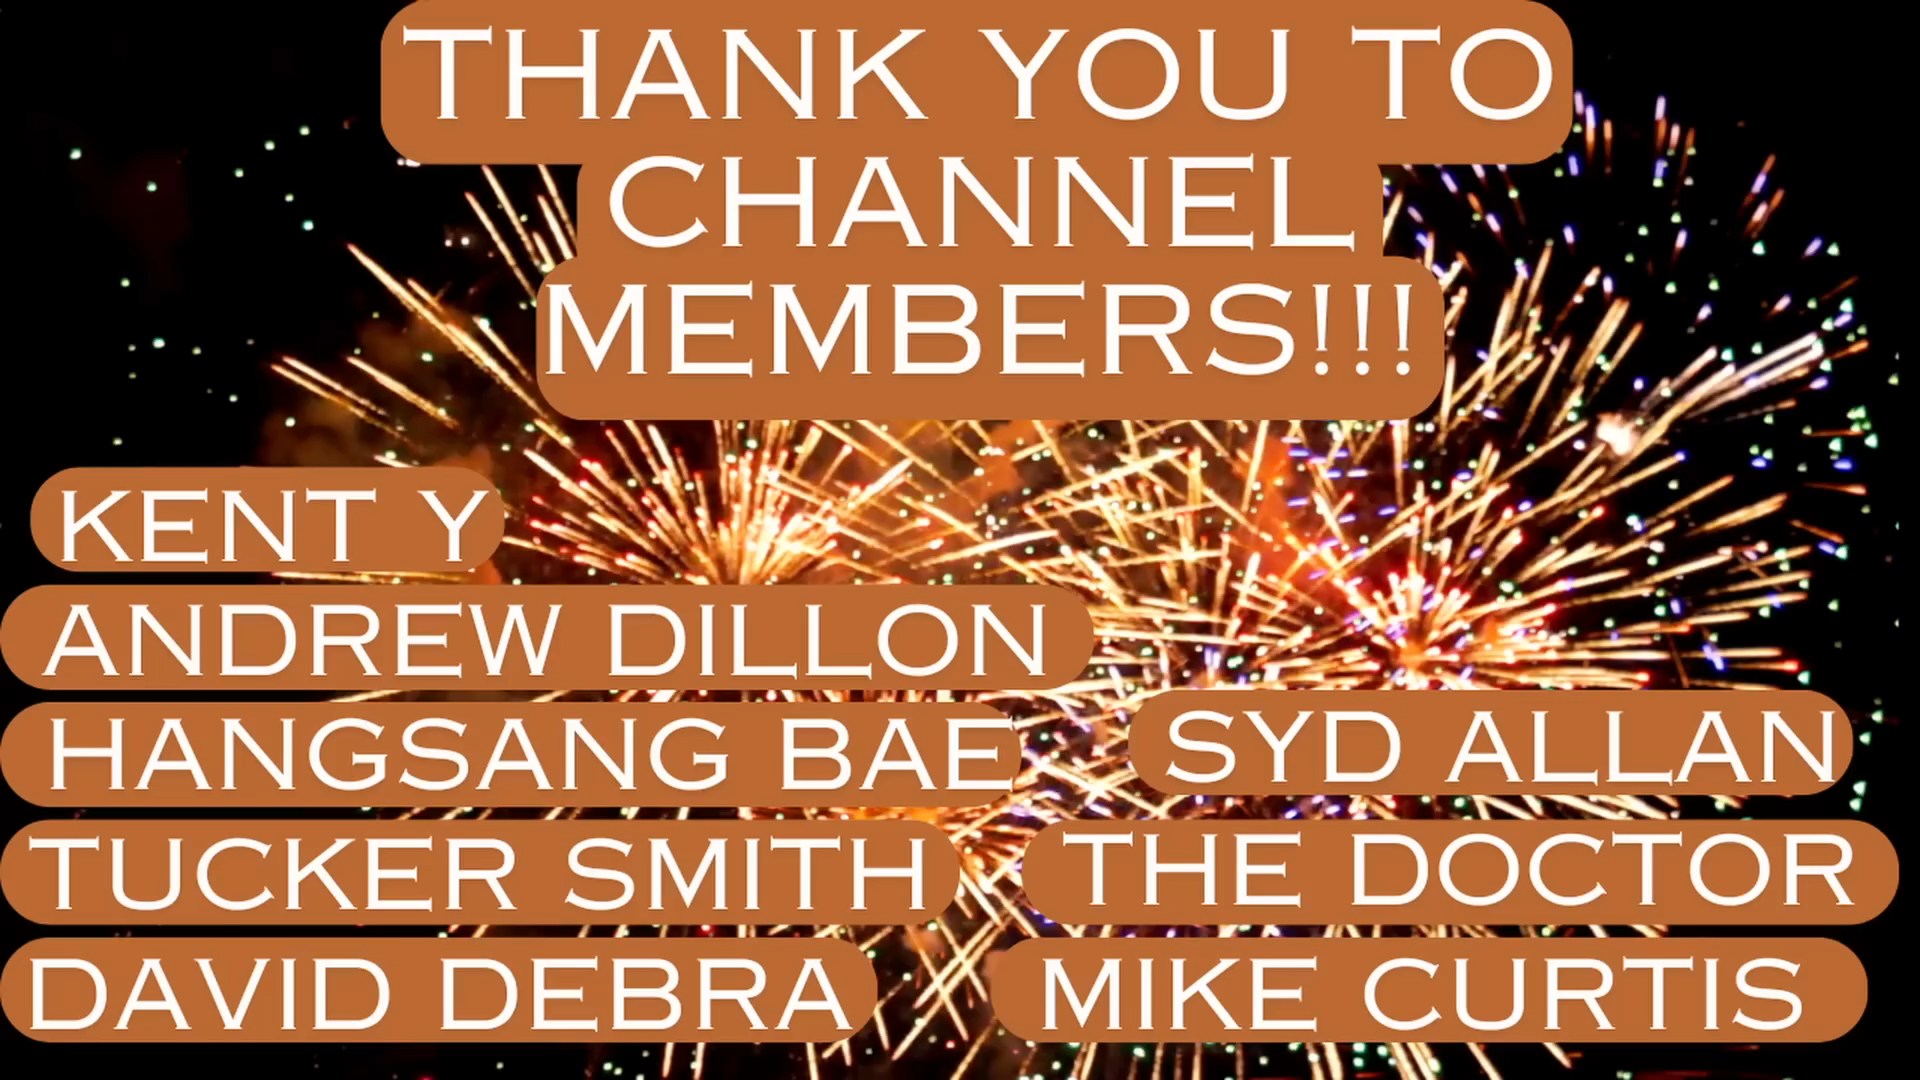 THANK YOU TO
CHANNEL
MEMBERS!!!
KENT Y
ANDREW DILLON
HANGSANG BAE
SYD ALLAN
TUCKER SMITH
THE DOCTOR
DAVID DEBRA
MIKE CURTIS